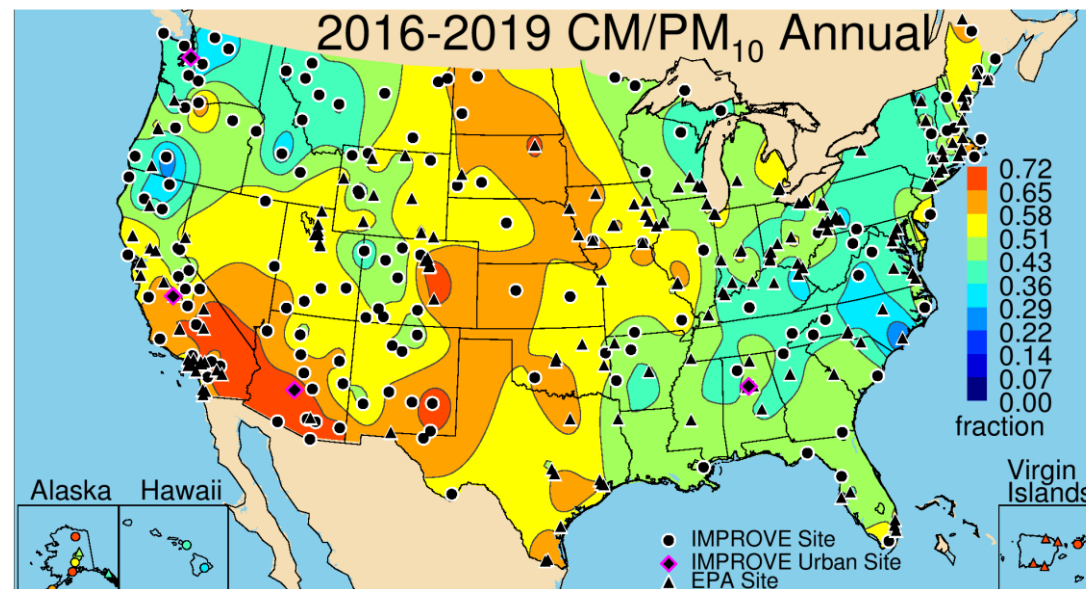 2016-2019 CM/PM10 Annual
0.72
0.65
0.58
0.51
0.43
0.36
0.29
0.22
0.14
0.07
0.00
fraction
Alaska
Hawaii
Virgin
Islands
IMPROVE Site
IMPROVE Urban Site
EPA Site